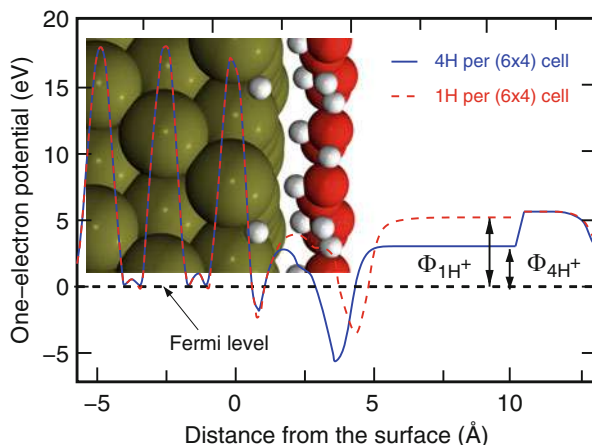 One−electron potential (eV)
20
15
10
5
0
−5
4H per (6x4) cell
1H per (6x4) cell
Φ1H+
Φ4H+
Fermi level
−5
0
5
10
Distance from the surface (Å)